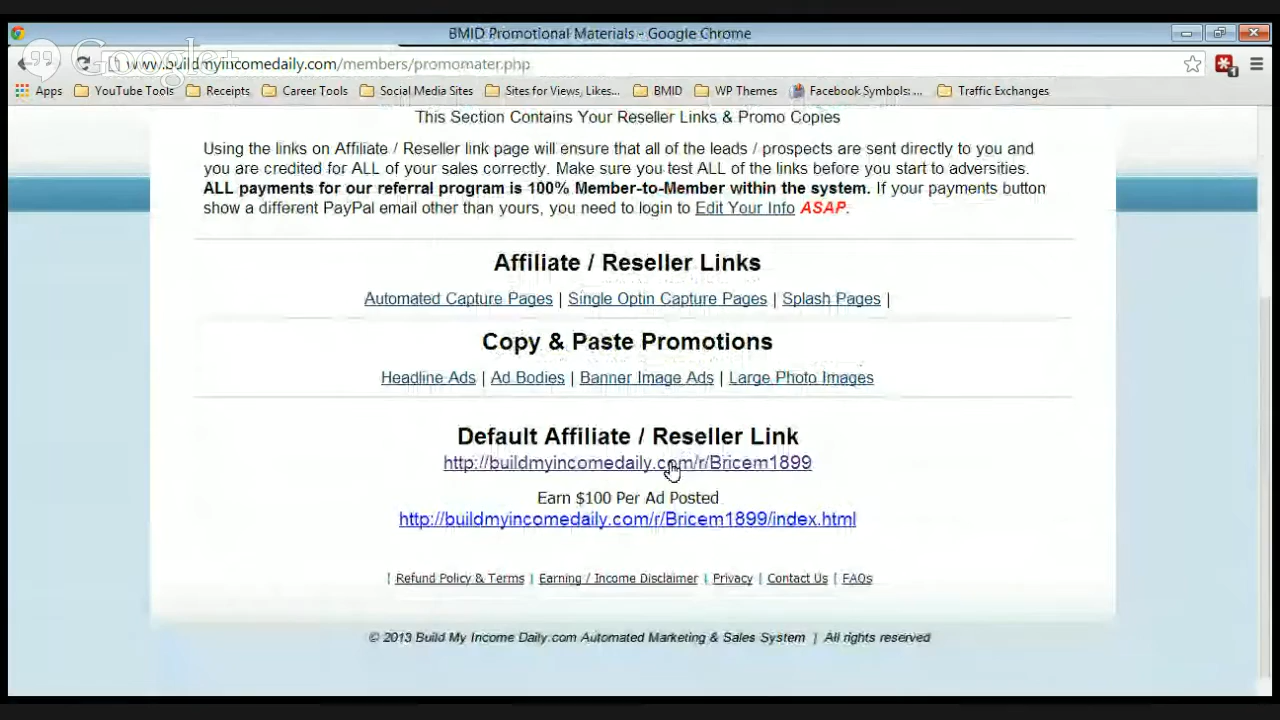 BMID Promotional Materials - Google Chrome
Google+
www.buildmyincomedaily.com/members/promomater.php
Apps YouTube Tools Receipts Career Tools Social Media Sites Sites for Views, Likes... BMID WP Themes Facebook Symbols: ... Traffic Exchanges
This Section Contains Your Reseller Links & Promo Copies
Using the links on Affiliate / Reseller link page will ensure that all of the leads / prospects are sent directly to you and
you are credited for ALL of your sales correctly. Make sure you test ALL of the links before you start to adversities.
ALL payments for our referral program is 100% Member-to-Member within the system. If your payments button
show a different PayPal email other than yours, you need to login to Edit Your Info ASAP.
Affiliate / Reseller Links
Automated Capture Pages | Single Optin Capture Pages | Splash Pages |
Copy & Paste Promotions
Headline Ads | Ad Bodies | Banner Image Ads | Large Photo Images
Default Affiliate / Reseller Link
http://buildmyincomedaily.com/r/Bricem1899
Earn $100 Per Ad Posted
http://buildmyincomedaily.com/r/Bricem1899/index.html
| Refund Policy & Terms | Earning / Income Disclaimer | Privacy | Contact Us | FAQs
© 2013 Build My Income Daily.com Automated Marketing & Sales System | All rights reserved